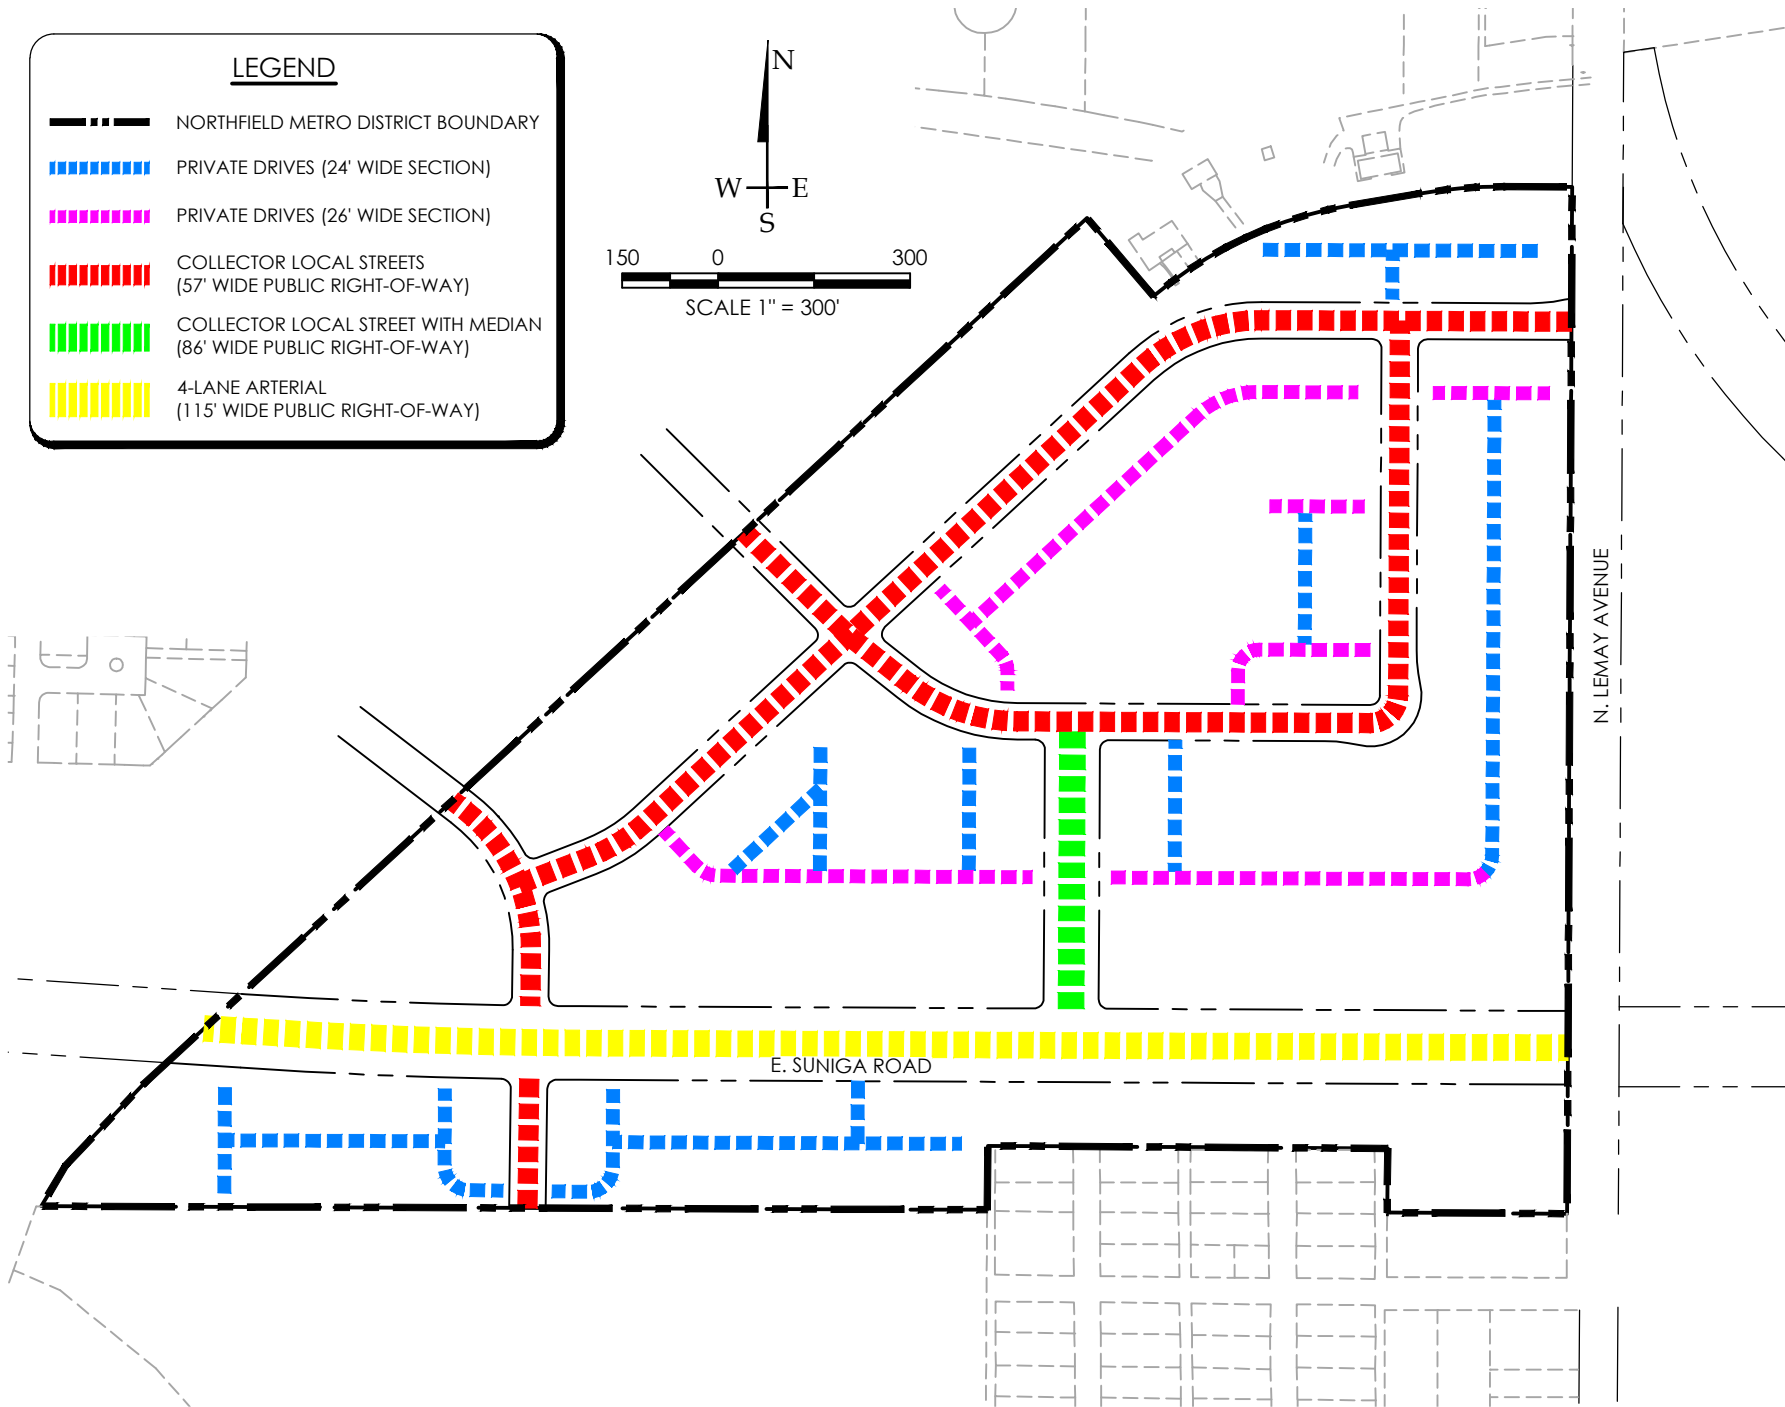 LEGEND
NORTHFIELD METRO DISTRICT BOUNDARY
PRIVATE DRIVES (24' WIDE SECTION)
PRIVATE DRIVES (26' WIDE SECTION)
COLLECTOR LOCAL STREETS
(57' WIDE PUBLIC RIGHT-OF-WAY)
COLLECTOR LOCAL STREET WITH MEDIAN
(86' WIDE PUBLIC RIGHT-OF-WAY)
4-LANE ARTERIAL
(115' WIDE PUBLIC RIGHT-OF-WAY)
N
W E
S
150 0 300
SCALE 1" = 300'
N. LEMAY AVENUE
E. SUNIGA ROAD